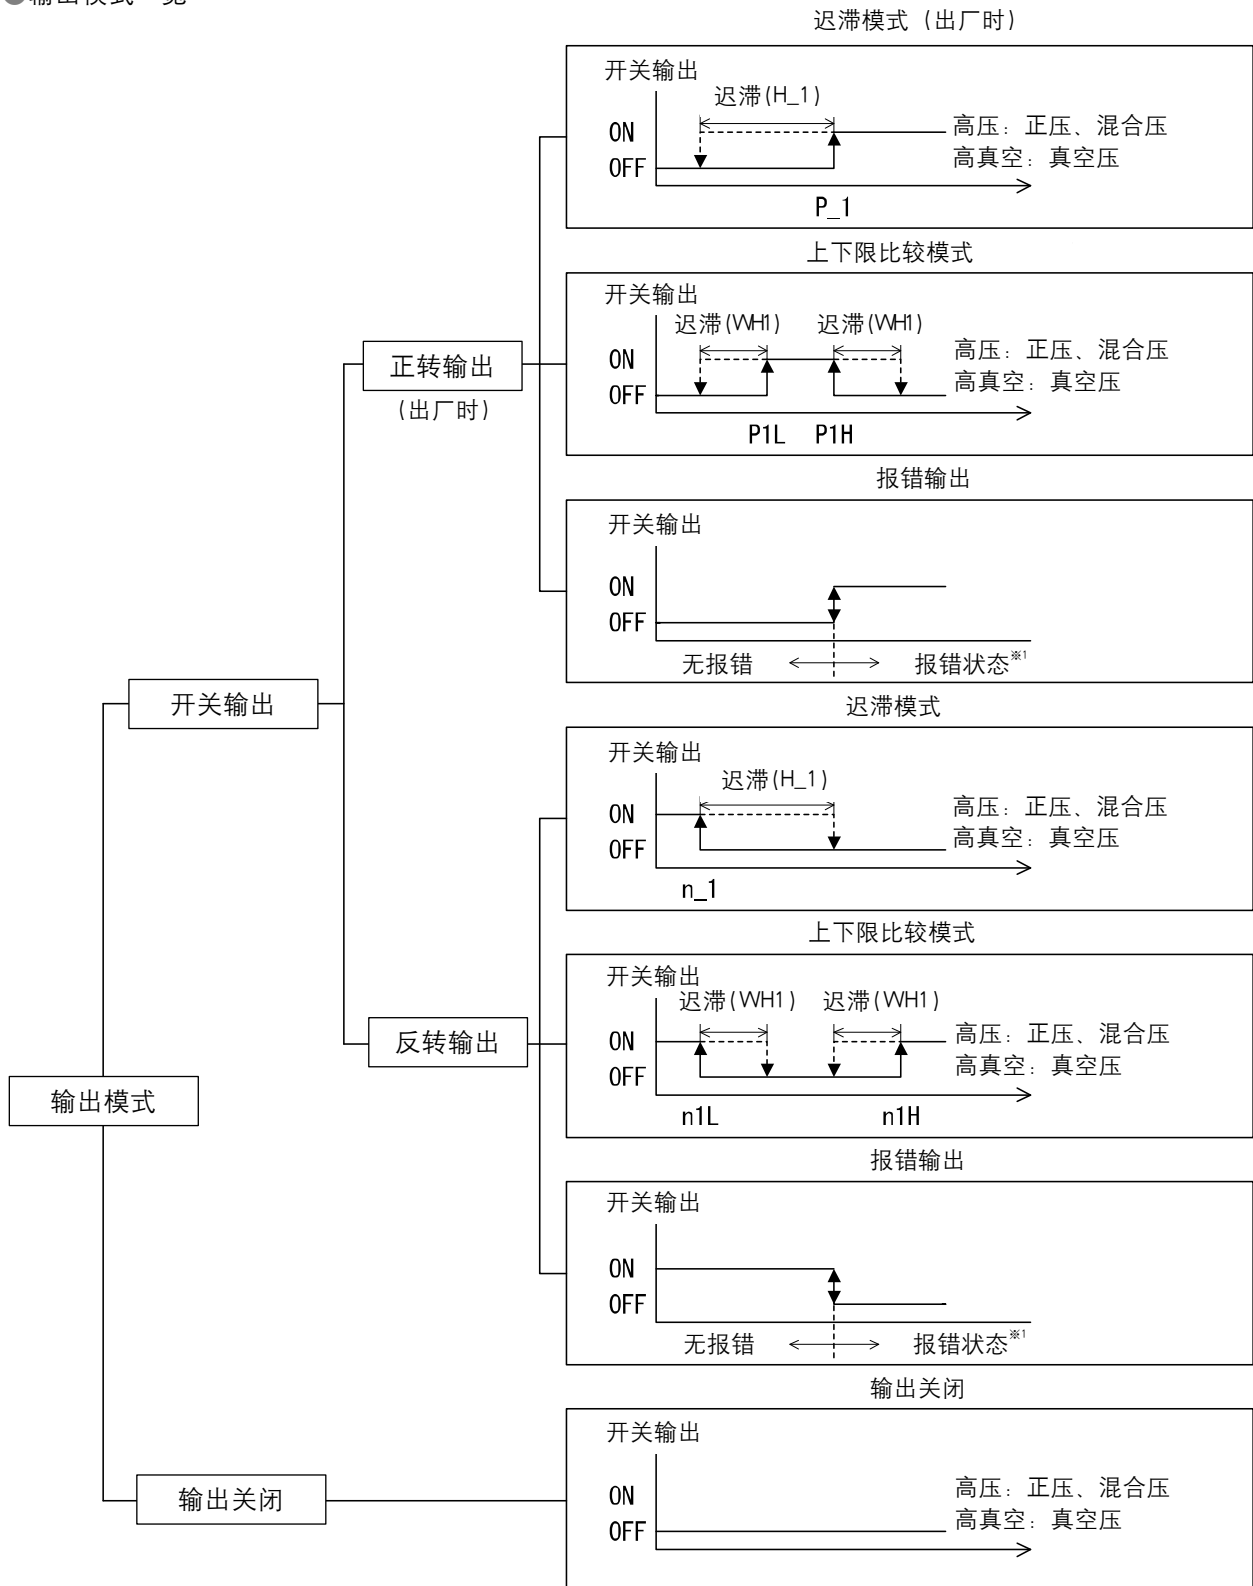 ●输出模式一览
迟滞模式（出厂时）
开关输出
迟滞(H_1)
ON
OFF
高压：正压、混合压
高真空：真空压
P_1
上下限比较模式
开关输出
迟滞(WH1) 迟滞(WH1)
ON
OFF
高压：正压、混合压
高真空：真空压
P1L P1H
正转输出
（出厂时）
报错输出
开关输出
ON
OFF
无报错 报错状态※1
开关输出
迟滞模式
开关输出
迟滞(H_1)
ON
OFF
高压：正压、混合压
高真空：真空压
n_1
上下限比较模式
开关输出
迟滞(WH1) 迟滞(WH1)
ON
OFF
高压：正压、混合压
高真空：真空压
n1L n1H
反转输出
输出模式
报错输出
开关输出
ON
OFF
无报错 报错状态※1
输出关闭
开关输出
ON
OFF
高压：正压、混合压
高真空：真空压
输出关闭